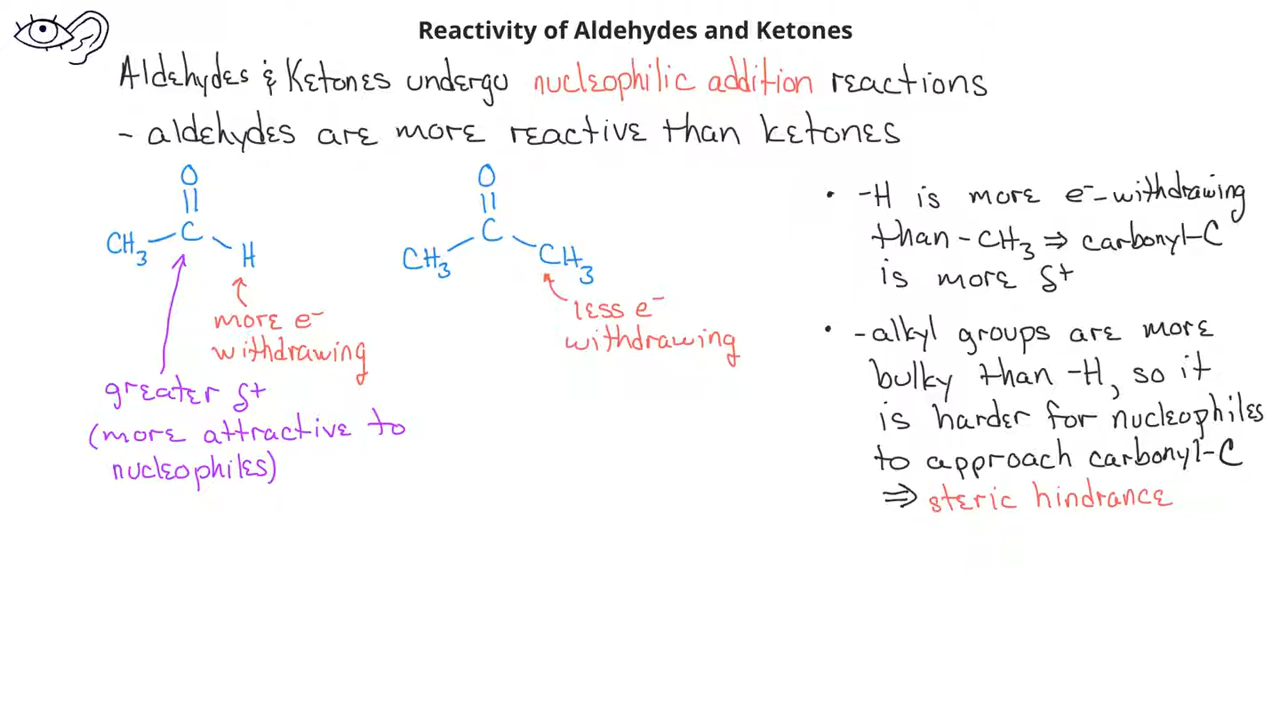 Reactivity of Aldehydes and Ketones
Aldehydes & Ketones undergo nucleophilic addition reactions
- aldehydes are more reactive than ketones
O
C
CH₃
H
more e⁻
withdrawing
greater δ+
(more attractive to
nucleophiles)
O
C
CH₃
CH₃
less e⁻
withdrawing
• -H is more e⁻-withdrawing
than -CH₃ ⇒ carbonyl-C
is more δ+
• -alkyl groups are more
bulky than -H, so it
is harder for nucleophiles
to approach carbonyl-C
⇒ steric hindrance